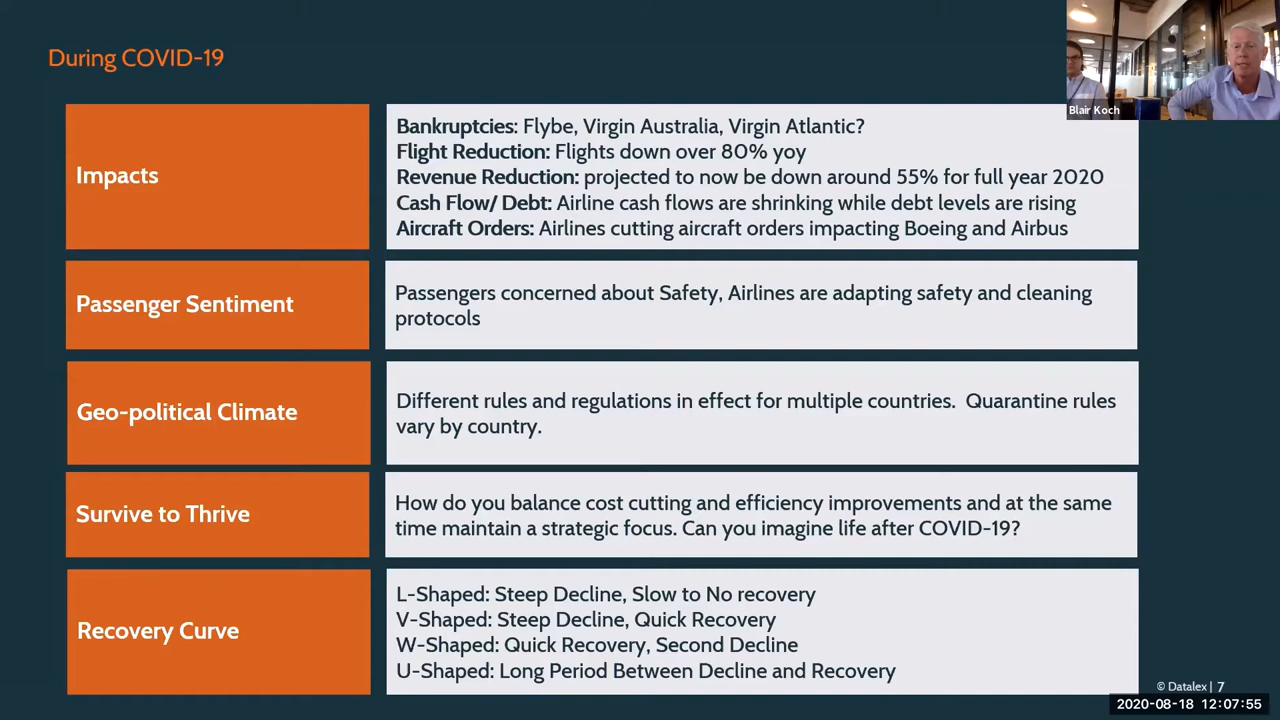 During COVID-19
Blair Koch
Impacts
Bankruptcies: Flybe, Virgin Australia, Virgin Atlantic?
Flight Reduction: Flights down over 80% yoy
Revenue Reduction: projected to now be down around 55% for full year 2020
Cash Flow/ Debt: Airline cash flows are shrinking while debt levels are rising
Aircraft Orders: Airlines cutting aircraft orders impacting Boeing and Airbus
Passenger Sentiment
Passengers concerned about Safety, Airlines are adapting safety and cleaning
protocols
Geo-political Climate
Different rules and regulations in effect for multiple countries.  Quarantine rules
vary by country.
Survive to Thrive
How do you balance cost cutting and efficiency improvements and at the same
time maintain a strategic focus. Can you imagine life after COVID-19?
Recovery Curve
L-Shaped: Steep Decline, Slow to No recovery
V-Shaped: Steep Decline, Quick Recovery
W-Shaped: Quick Recovery, Second Decline
U-Shaped: Long Period Between Decline and Recovery
© Datalex | 7
2020-08-18 12:07:55